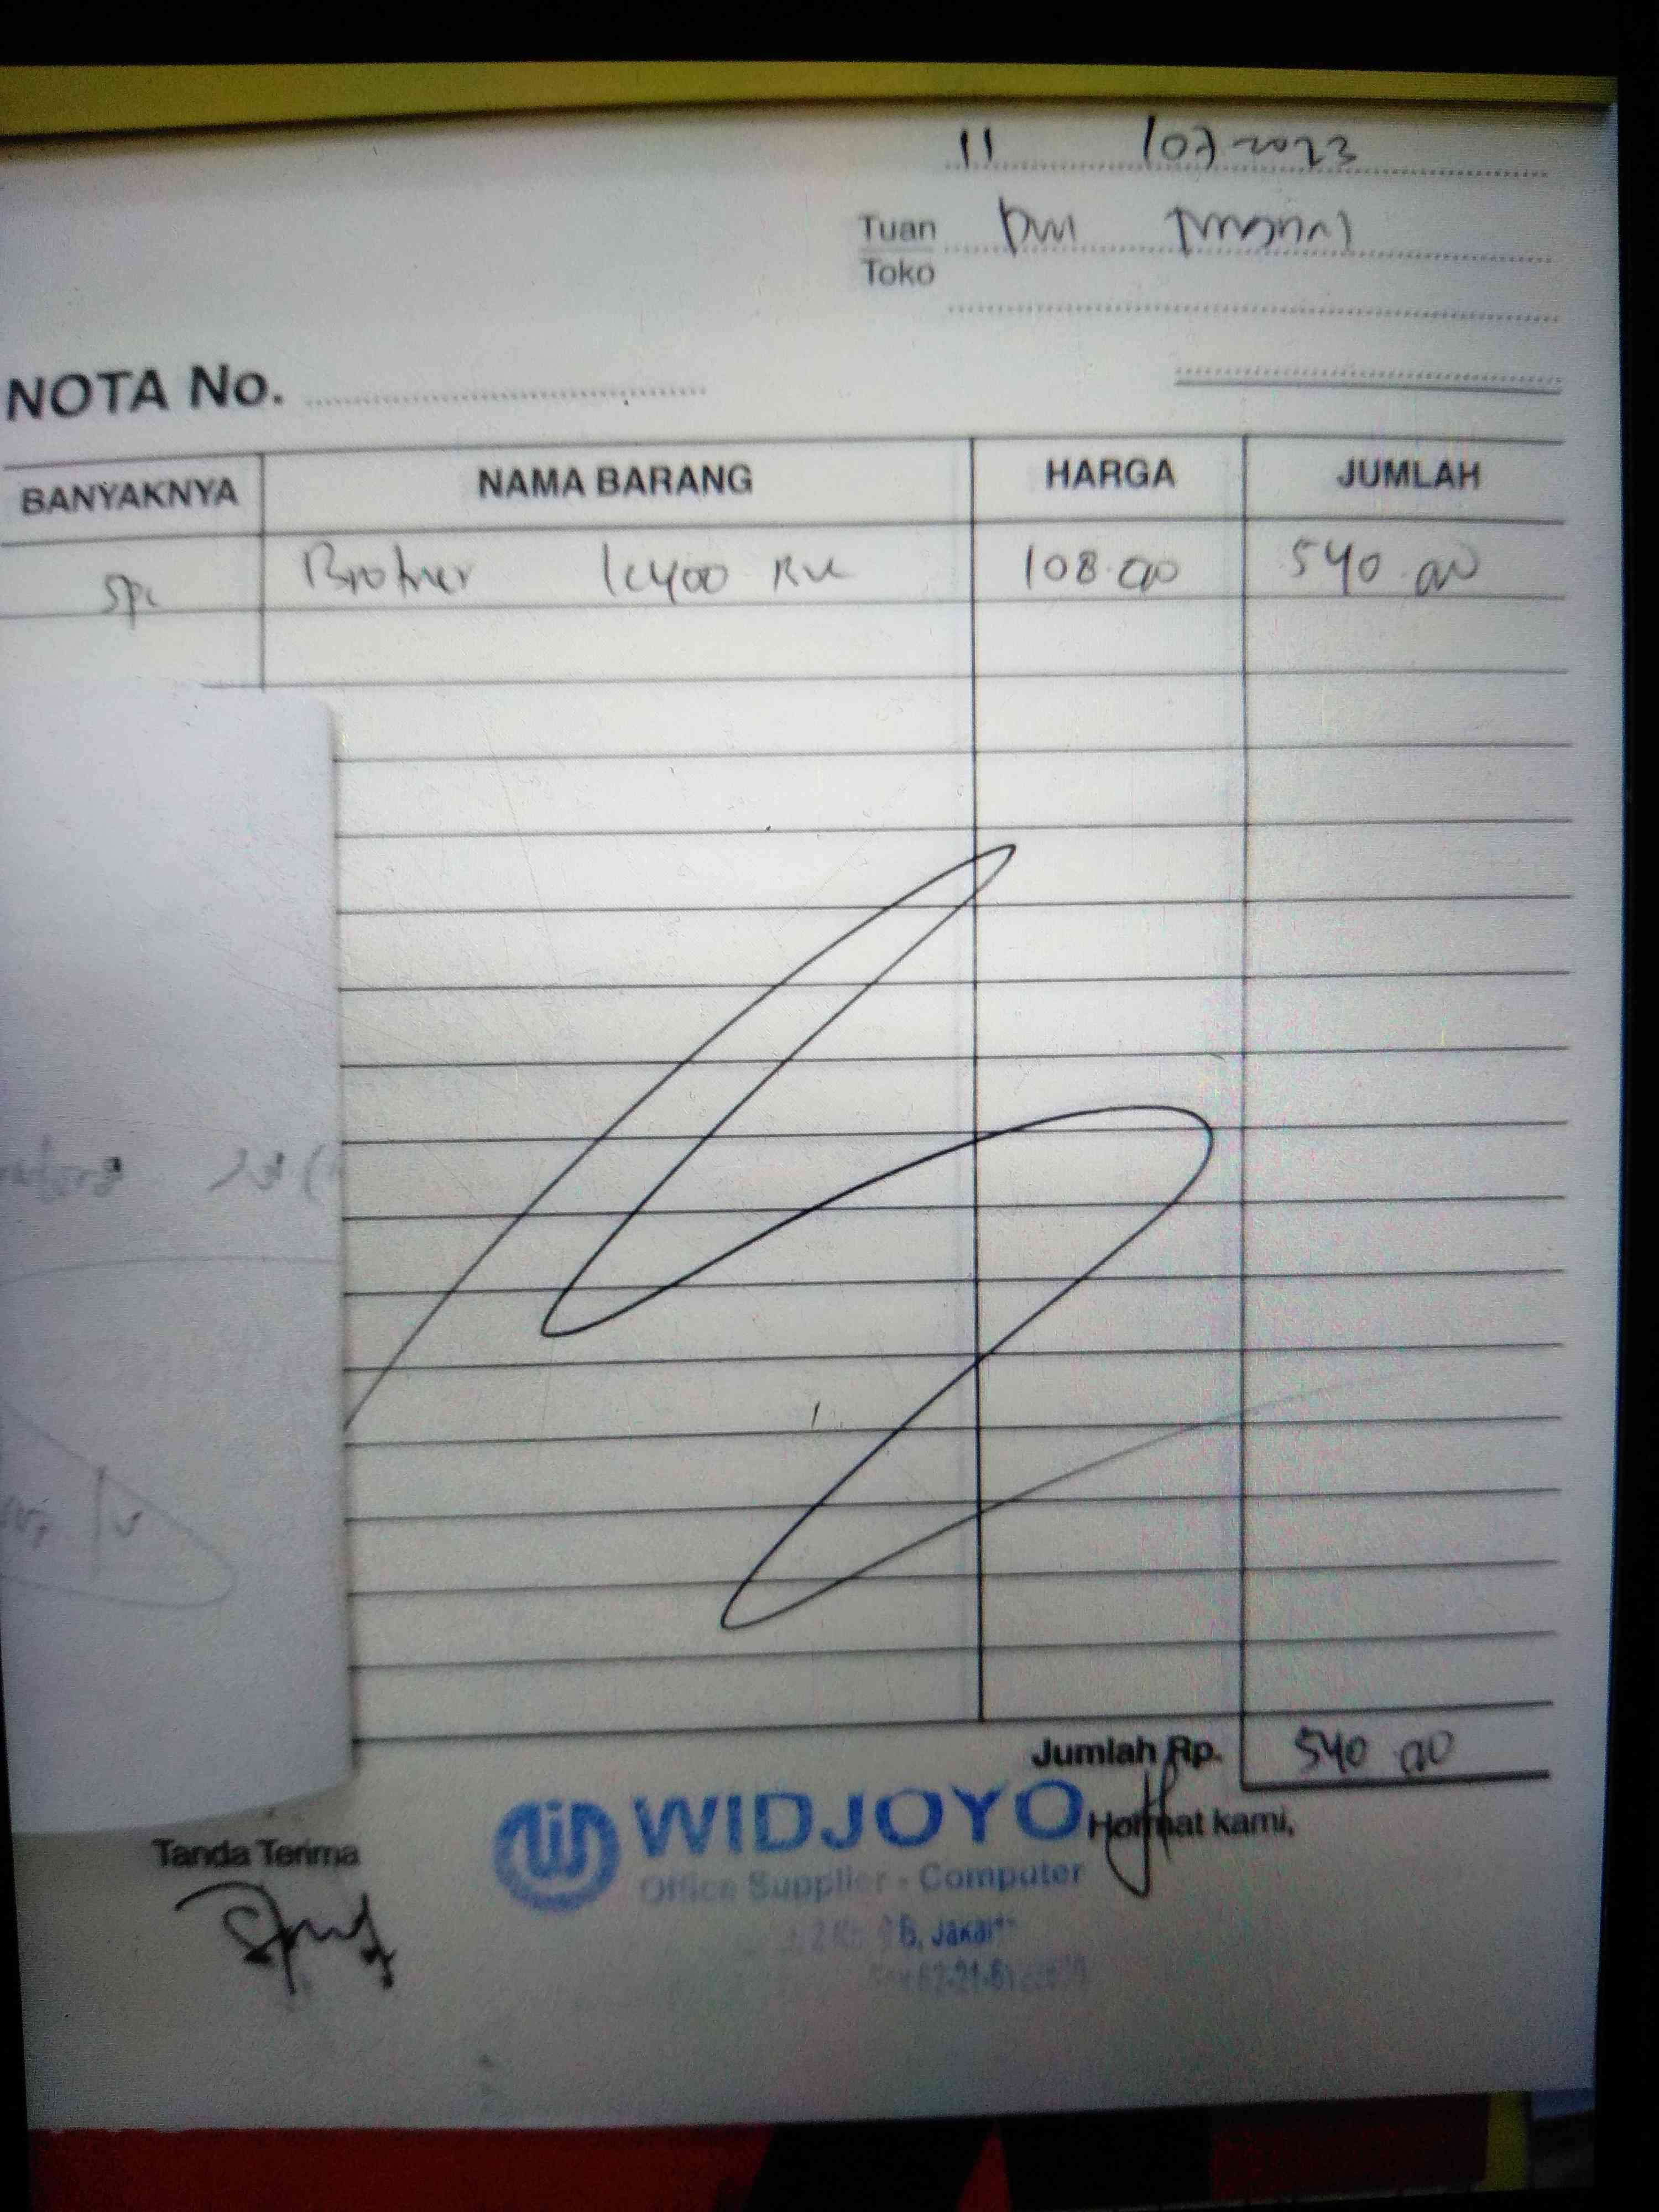 11 /07 2023
Tuan
Toko
NOTA No.
BANYAKNYA NAMA BARANG HARGA JUMLAH
5pc Brother 108.000 540.000
Jumlah Rp. 540 000
Tanda Terima
WIDJOYO
Hormat kami,
Office Supplier - Computer